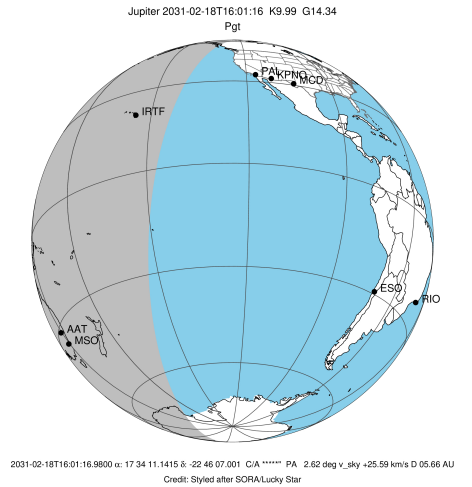 Jupiter 2031-02-18T16:01:16 K9.99 G14.34
Pgt
PAL
KPNO
MCD
IRTF
ESO
RIO
AAT
MSO
2031-02-18T16:01:16.9800 α: 17 34 11.1415 δ: -22 46 07.001 C/A *****" PA 2.62 deg v_sky +25.59 km/s D 05.66 AU
Credit: Styled after SORA/Lucky Star